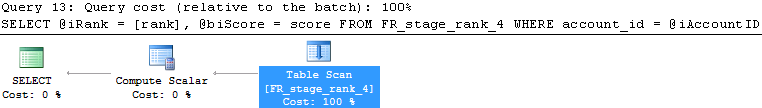 Query 13: Query cost (relative to the batch): 100%
SELECT @iRank = [rank], @biScore = score FROM FR_stage_rank_4 WHERE account_id = @iAccountID
SELECT
Cost: 0 %
Compute Scalar
Cost: 0 %
Table Scan
[FR_stage_rank_4]
Cost: 100 %